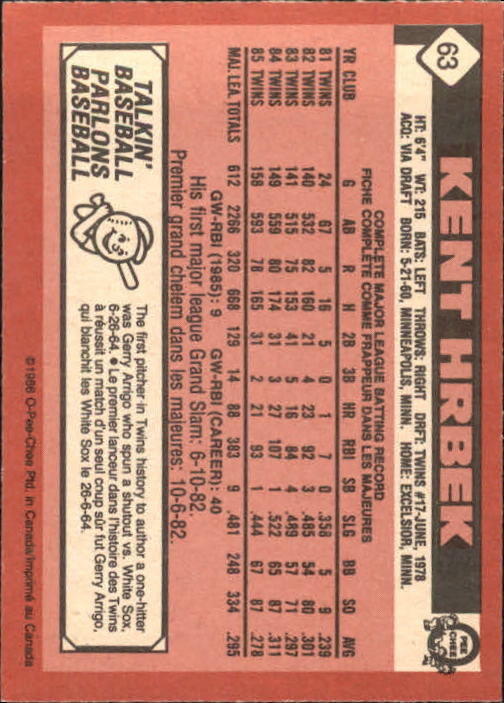 63
KENT HRBEK
O
PEE
CHEE
HT: 6'4" WT: 215 BATS: LEFT THROWS: RIGHT DRFT: TWINS #17-JUNE, 1978
ACQ: VIA DRAFT BORN: 5-21-60, MINNEAPOLIS, MINN. HOME: EXCELSIOR, MINN.
COMPLETE MAJOR LEAGUE BATTING RECORD
FICHE COMPLÈTE COMME FRAPPEUR DANS LES MAJEURES
YR CLUB G AB R H 2B 3B HR RBI SB SLG BB SO AVG
81 TWINS 24 67 5 16 5 0 1 7 0 .358 5 9 .239
82 TWINS 140 532 82 160 21 4 23 92 3 .485 54 80 .301
83 TWINS 141 515 75 153 41 5 16 84 4 .489 57 71 .297
84 TWINS 149 559 80 174 31 3 27 107 1 .522 65 87 .311
85 TWINS 158 593 78 165 31 2 21 93 1 .444 67 87 .278
MAJ. LEA. TOTALS 612 2266 320 668 129 14 88 383 9 .481 248 334 .295
GW-RBI (1985): 9 GW-RBI (CAREER): 40
His first major league Grand Slam: 6-10-82.
Premier grand chelem dans les majeures: 10-6-82.
TALKIN'
BASEBALL
PARLONS
BASEBALL
The first pitcher in Twins history to author a one-hitter
was Gerry Arrigo who spun a shutout vs. White Sox,
6-26-64. ● Le premier lanceur dans l'histoire des Twins
à réussit un match d'un seul coup sûr fut Gerry Arrigo,
qui blanchit les White Sox le 26-6-64.
©1986 O-Pee-Chee Ptd. in Canada/Imprimé au Canada